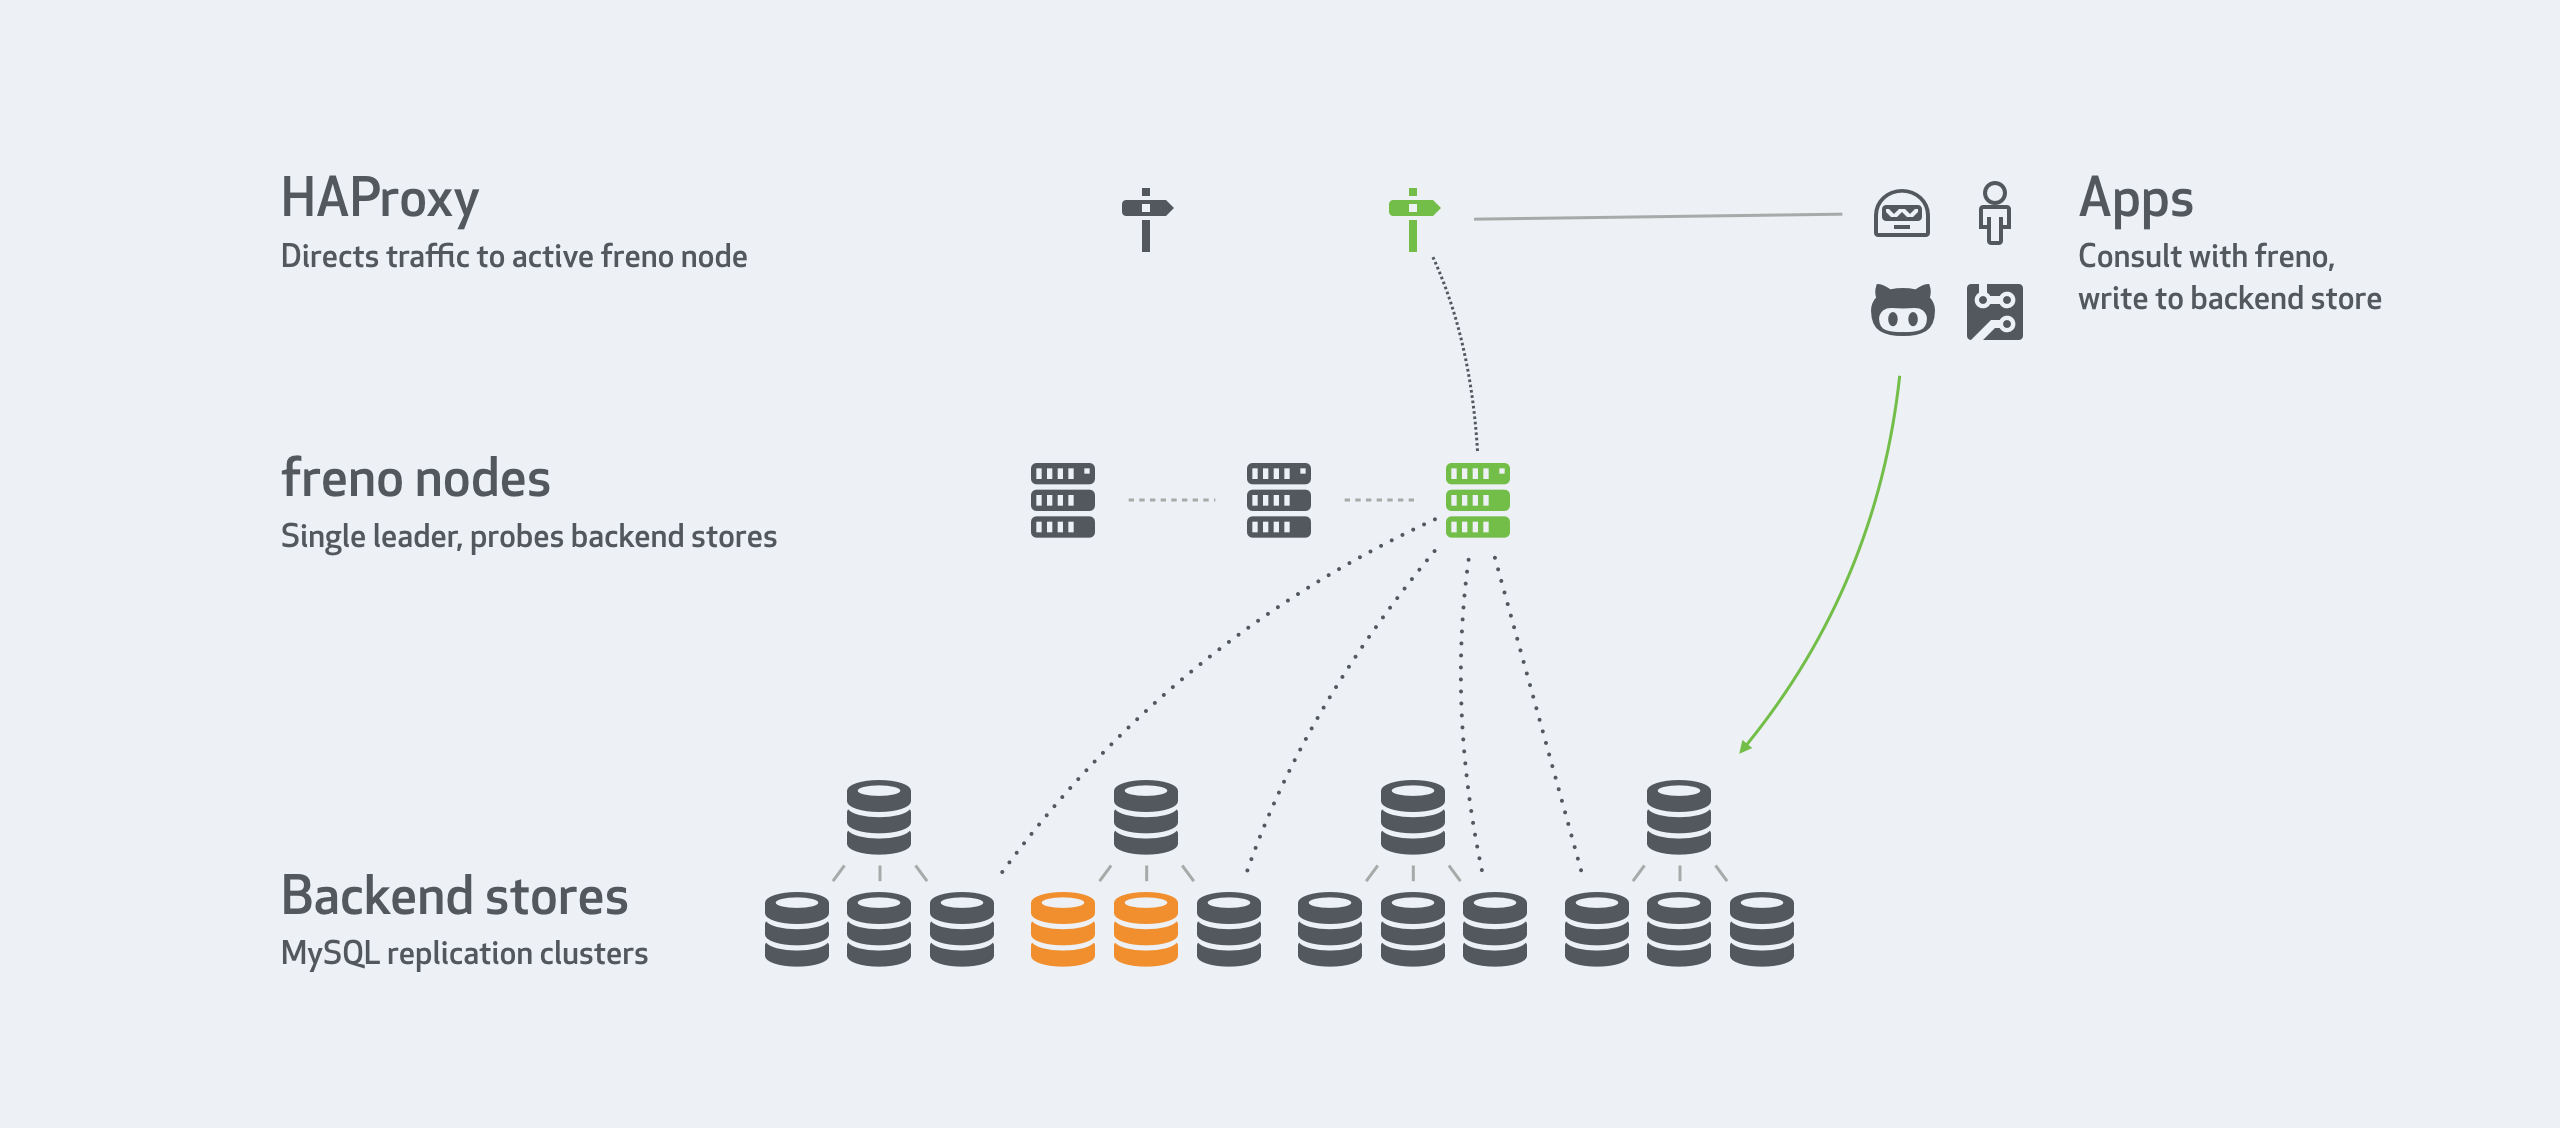 HAProxy
Directs traffic to active freno node
Apps
Consult with freno,
write to backend store
freno nodes
Single leader, probes backend stores
Backend stores
MySQL replication clusters